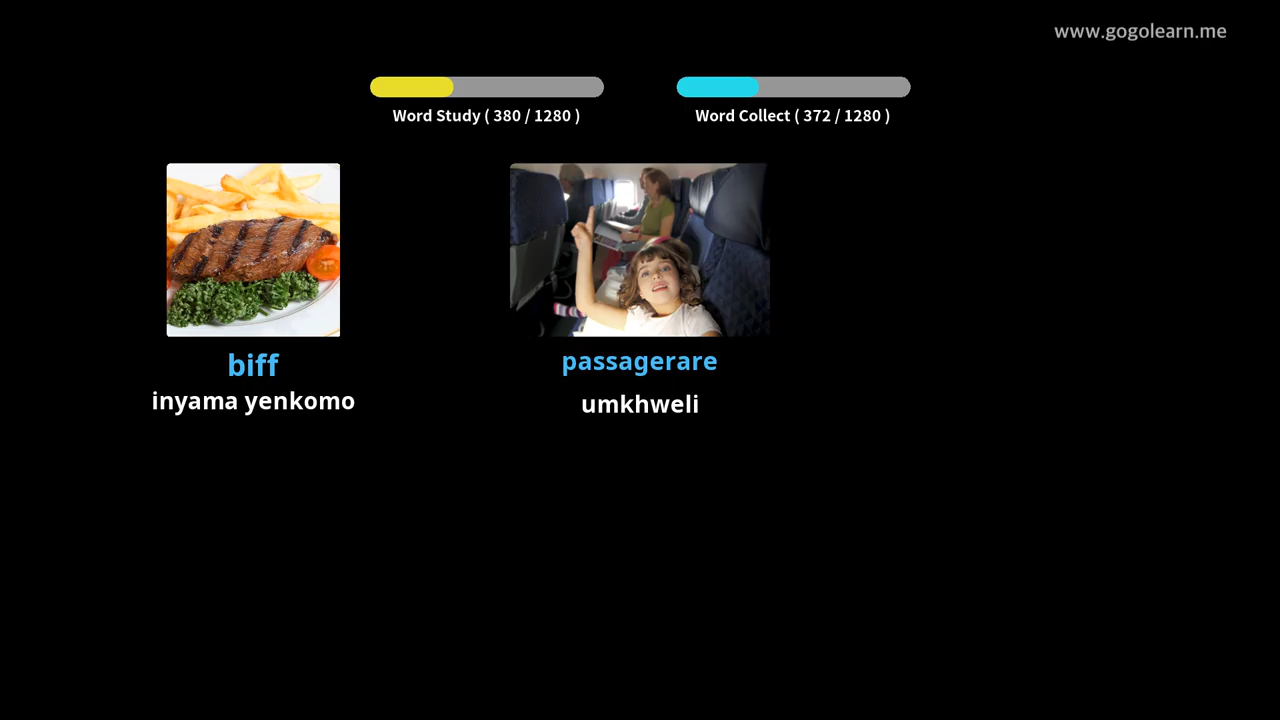 www.gogolearn.me
Word Study ( 380 / 1280 )
Word Collect ( 372 / 1280 )
biff
inyama yenkomo
passagerare
umkhweli